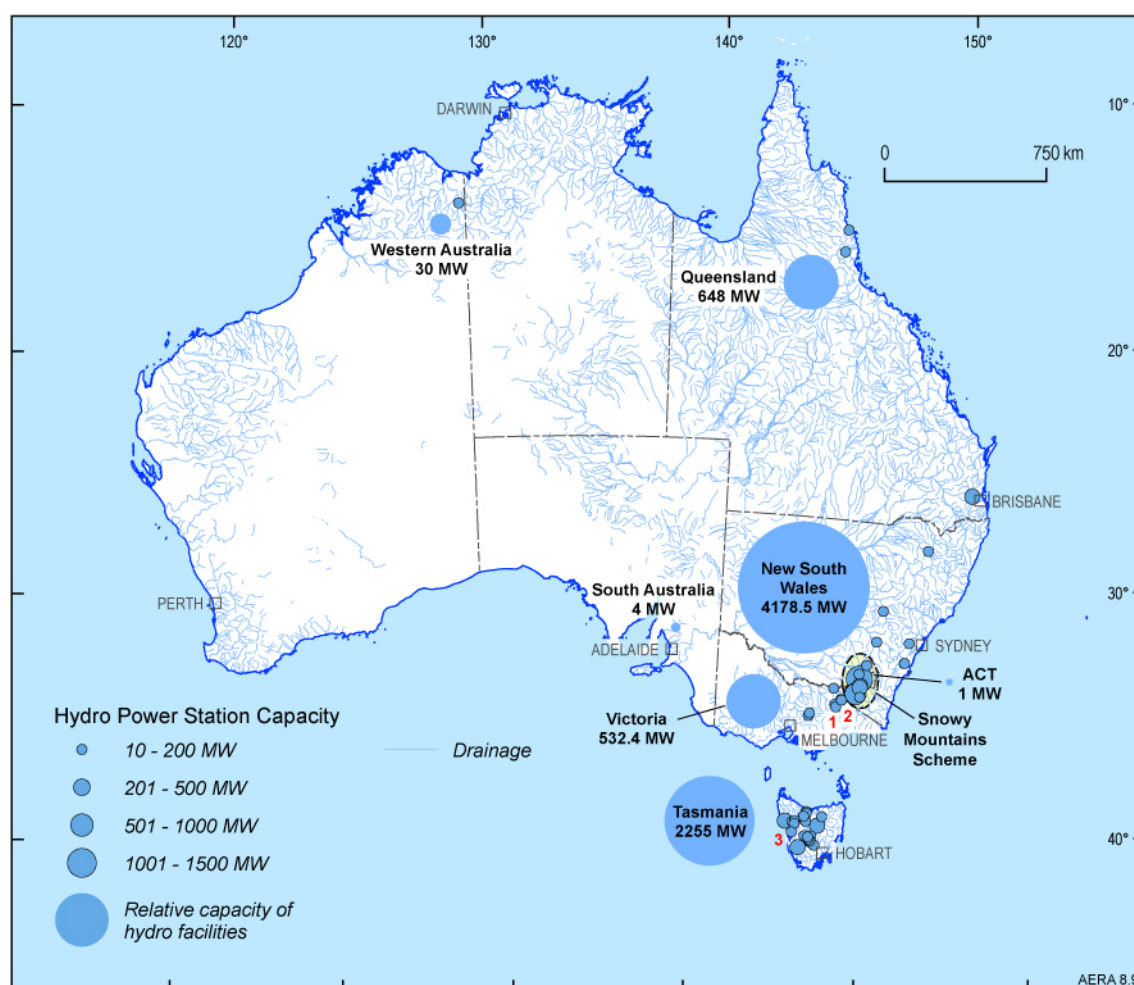 120°
130°
140°
150°
10°
DARWIN
0
750 km
Western Australia
30 MW
Queensland
648 MW
20°
BRISBANE
New South
Wales
4178.5 MW
South Australia
4 MW
30°
PERTH
ADELAIDE
SYDNEY
ACT
1 MW
Victoria
532.4 MW
1
2
Snowy
Mountains
Scheme
MELBOURNE
Hydro Power Station Capacity
10 - 200 MW
Drainage
201 - 500 MW
501 - 1000 MW
1001 - 1500 MW
Relative capacity of
hydro facilities
Tasmania
2255 MW
3
HOBART
40°
AERA 8.9